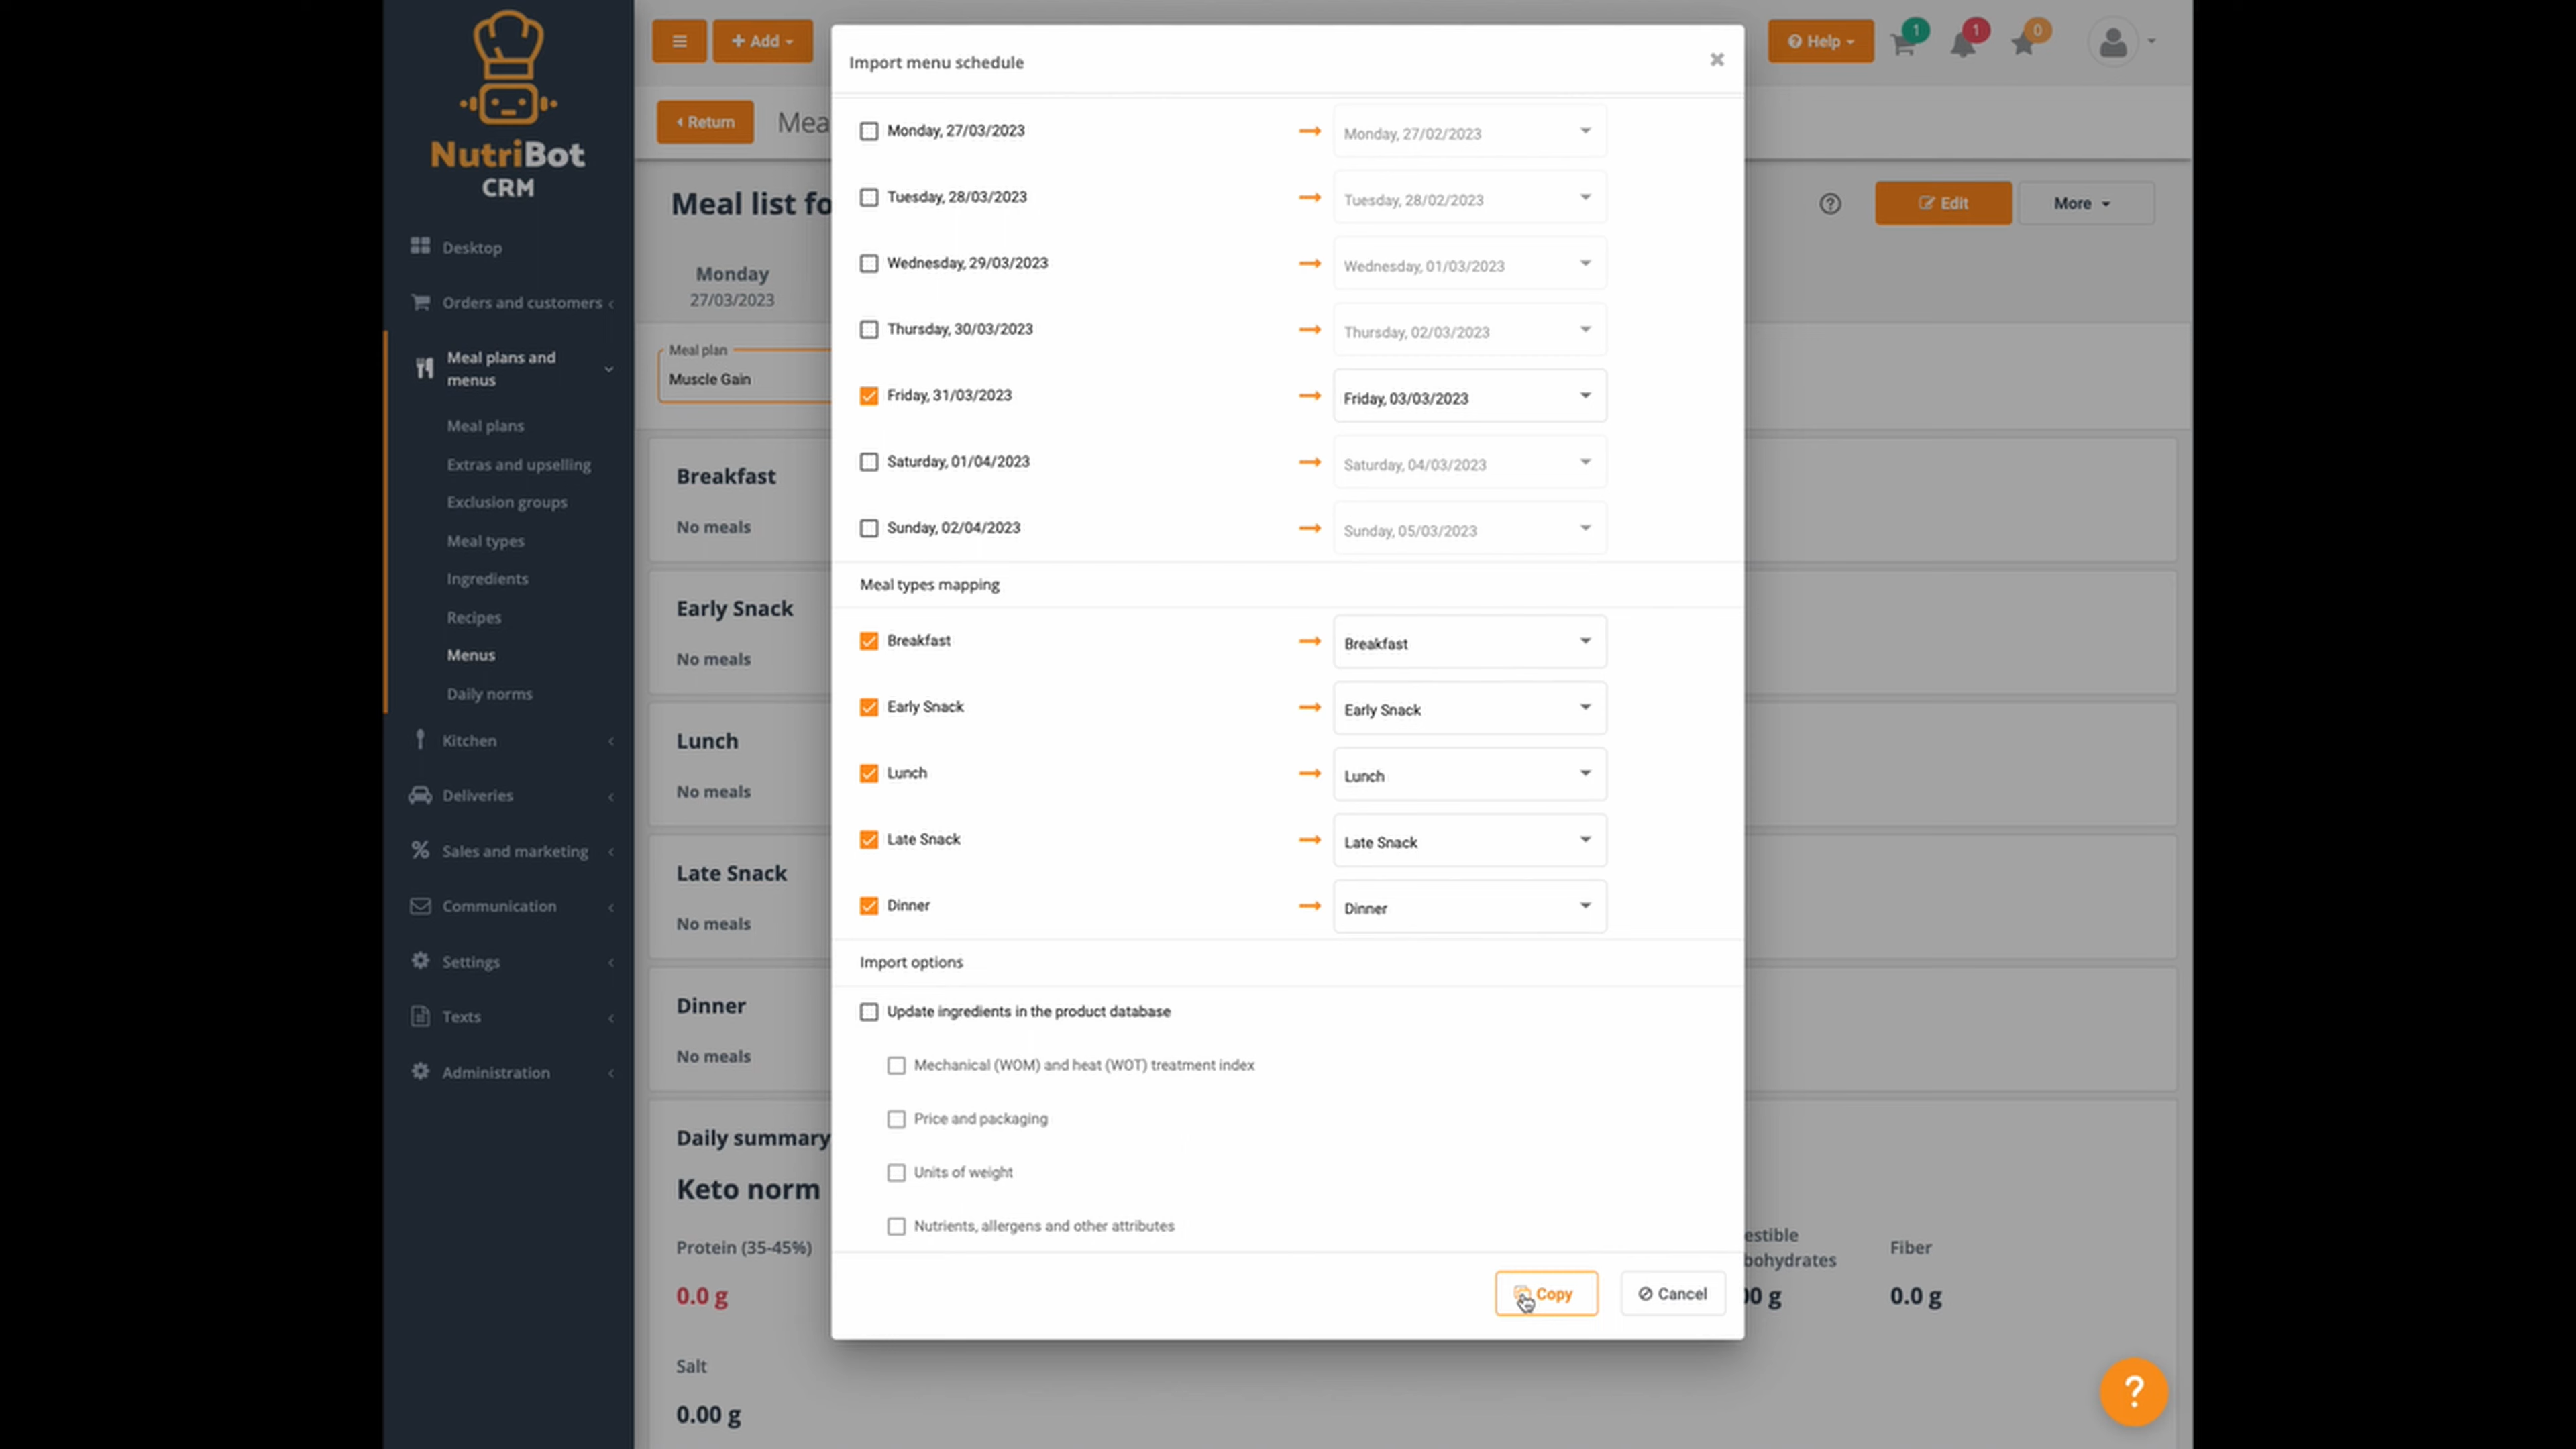 NutriBot
CRM
Desktop
Orders and customers
Meal plans and
menus
Meal plans
Extras and upselling
Exclusion groups
Meal types
Ingredients
Recipes
Menus
Daily norms
Kitchen
Deliveries
Sales and marketing
Communication
Settings
Texts
Administration
+ Add
Help
1
1
0
Return
Mea
Meal list fo
Edit
More
Monday
27/03/2023
Meal plan
Muscle Gain
Breakfast
No meals
Early Snack
No meals
Lunch
No meals
Late Snack
No meals
Dinner
No meals
Daily summary
Keto norm
Protein (35-45%)
0.0 g
Salt
0.00 g
estible
bohydrates
00 g
Fiber
0.0 g
Import menu schedule
Monday, 27/03/2023 Monday, 27/02/2023
Tuesday, 28/03/2023 Tuesday, 28/02/2023
Wednesday, 29/03/2023 Wednesday, 01/03/2023
Thursday, 30/03/2023 Thursday, 02/03/2023
Friday, 31/03/2023 Friday, 03/03/2023
Saturday, 01/04/2023 Saturday, 04/03/2023
Sunday, 02/04/2023 Sunday, 05/03/2023
Meal types mapping
Breakfast Breakfast
Early Snack Early Snack
Lunch Lunch
Late Snack Late Snack
Dinner Dinner
Import options
Update ingredients in the product database
Mechanical (WOM) and heat (WOT) treatment index
Price and packaging
Units of weight
Nutrients, allergens and other attributes
Copy
Cancel
?